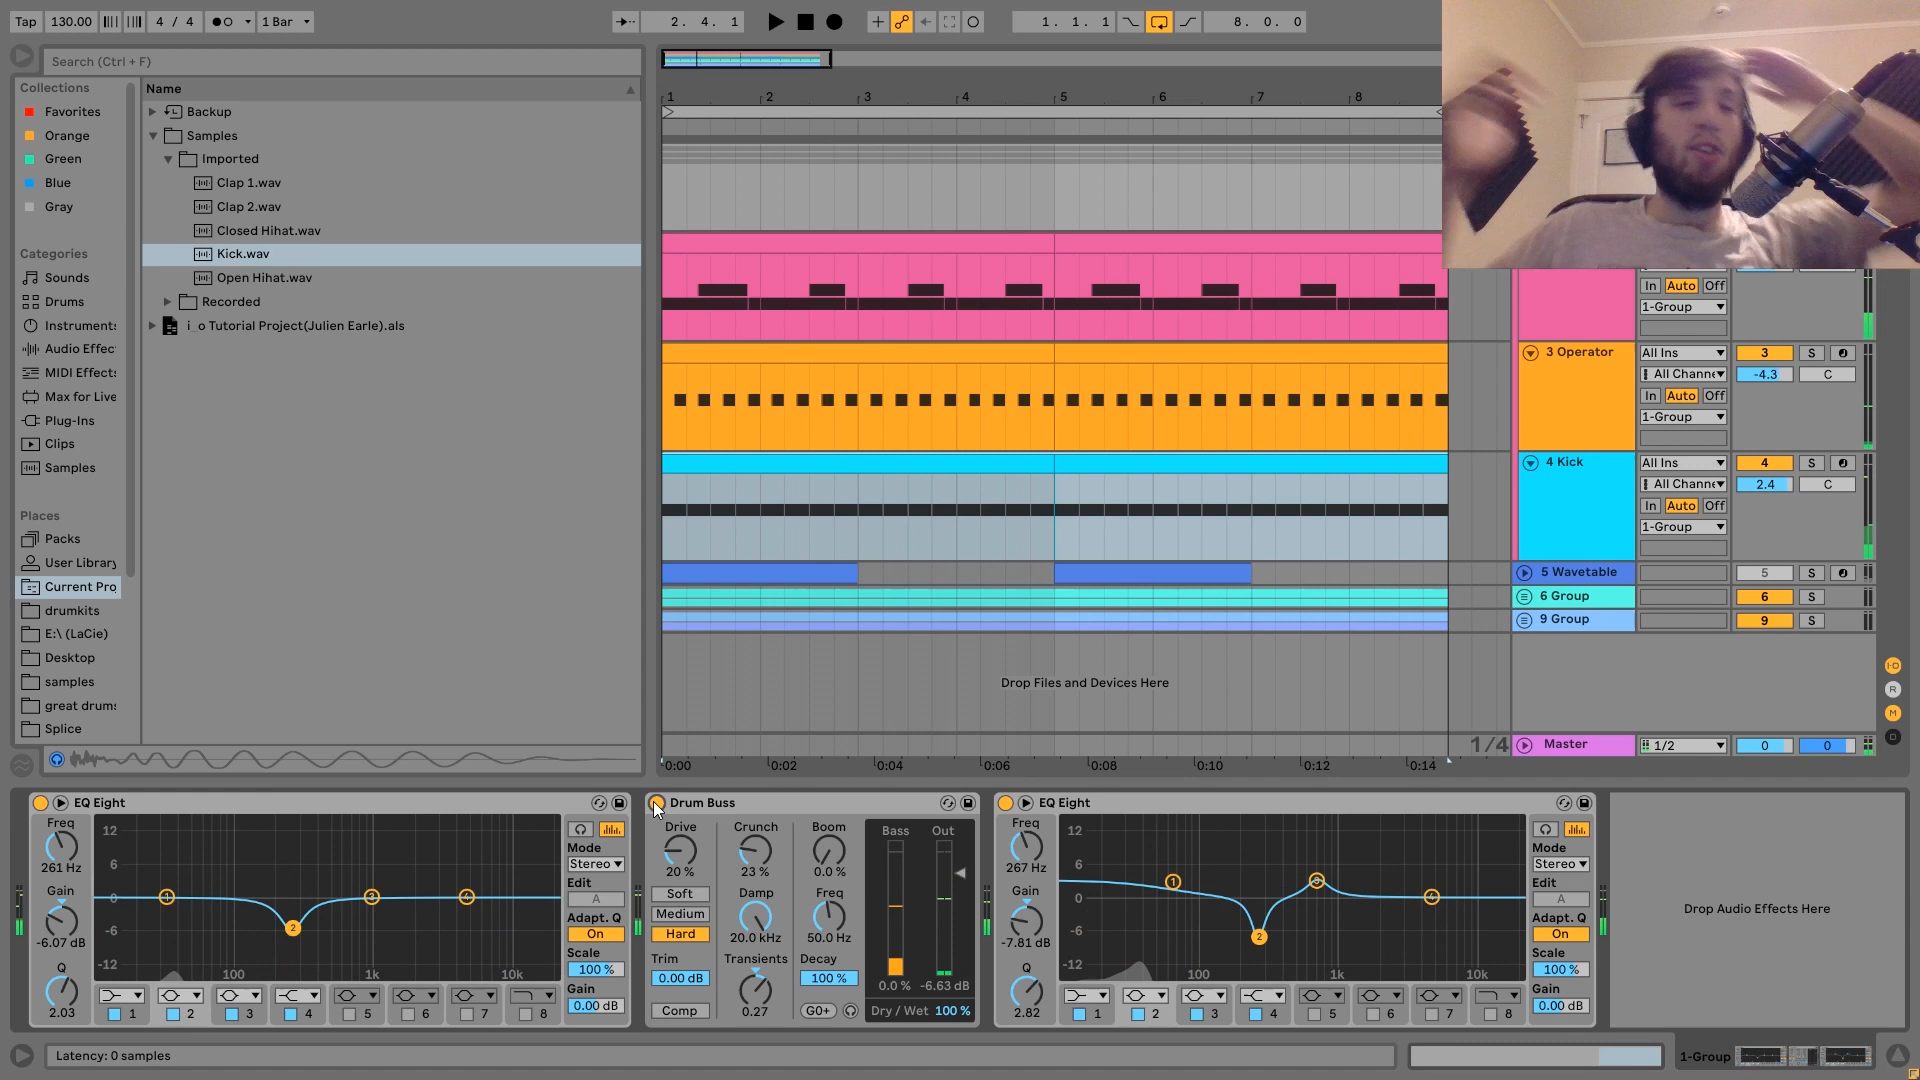 Tap 130.00 4 / 4 1 Bar 2. 4. 1 1. 1. 1 8. 0. 0
Search (Ctrl + F)
Collections
Favorites
Orange
Green
Blue
Gray
Categories
Sounds
Drums
Instrument
Audio Effec
MIDI Effect
Max for Live
Plug-Ins
Clips
Samples
Places
Packs
User Library
Current Pro
drumkits
E:\ (LaCie)
Desktop
samples
great drum
Splice
Name
Backup
Samples
Imported
Clap 1.wav
Clap 2.wav
Closed Hihat.wav
Kick.wav
Open Hihat.wav
Recorded
i_o Tutorial Project(Julien Earle).als
1 2 3 4 5 6 7 8
In Auto Off
1-Group
3 Operator All Ins 3 S
All Channe -4.3 C
In Auto Off
1-Group
4 Kick All Ins 4 S
All Channe 2.4 C
In Auto Off
1-Group
5 Wavetable 5 S
6 Group 6 S
9 Group 9 S
Drop Files and Devices Here
I·O
R
M
D
1/4
Master 1/2 0 0
0:00 0:02 0:04 0:06 0:08 0:10 0:12 0:14
EQ Eight
Freq
261 Hz
Gain
-6.07 dB
Q
2.03
12
6
0
-6
-12
100 1k 10k
1 2 3 4
1 2 3 4 5 6 7 8
Mode
Stereo
Edit
A
Adapt. Q
On
Scale
100 %
Gain
0.00 dB
Drum Buss
Drive
20 %
Soft
Medium
Hard
Trim
0.00 dB
Comp
Crunch
23 %
Damp
20.0 kHz
Transients
0.27
Boom
0.0 %
Freq
50.0 Hz
Decay
100 %
G0
Bass Out
0.0 % -6.63 dB
Dry / Wet 100 %
EQ Eight
Freq
267 Hz
Gain
-7.81 dB
Q
2.82
12
6
0
-6
-12
100 1k 10k
1 2 3 4
1 2 3 4 5 6 7 8
Mode
Stereo
Edit
A
Adapt. Q
On
Scale
100 %
Gain
0.00 dB
Drop Audio Effects Here
Latency: 0 samples
1-Group